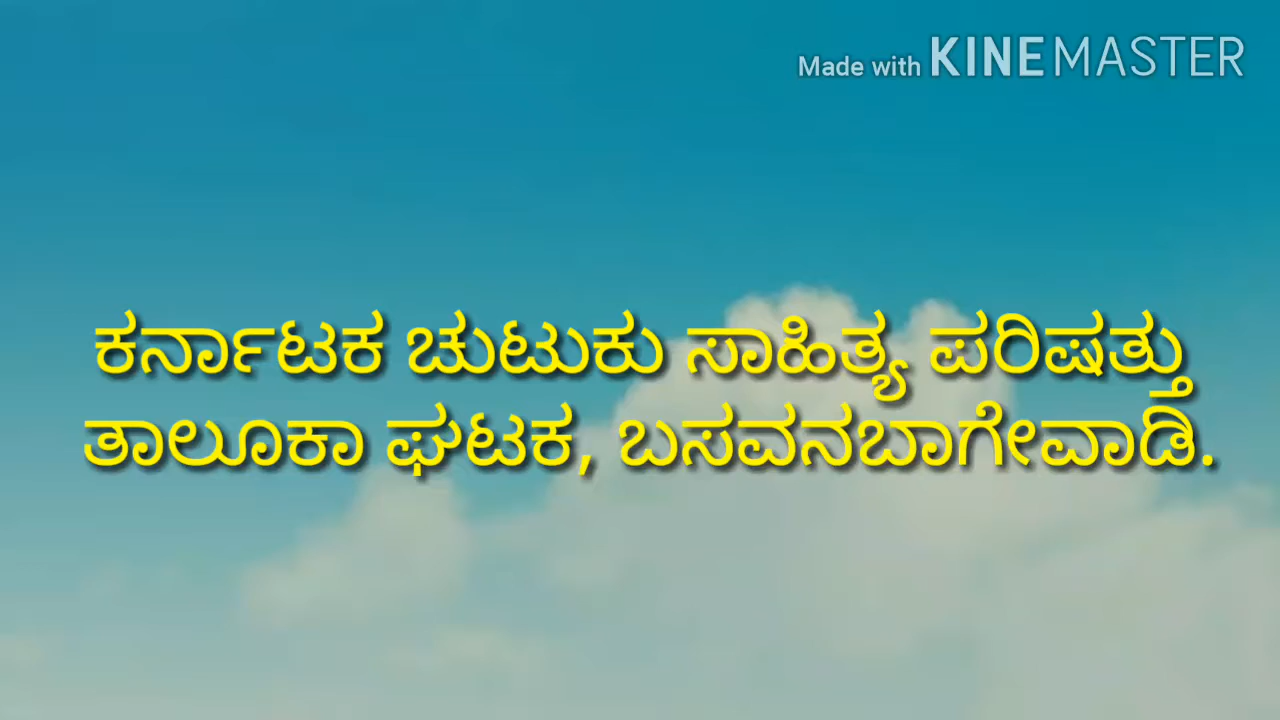 Made with KINEMASTER
ಕರ್ನಾಟಕ ಚುಟುಕು ಸಾಹಿತ್ಯ ಪರಿಷತ್ತು
ತಾಲೂಕಾ ಘಟಕ, ಬಸವನಬಾಗೇವಾಡಿ.